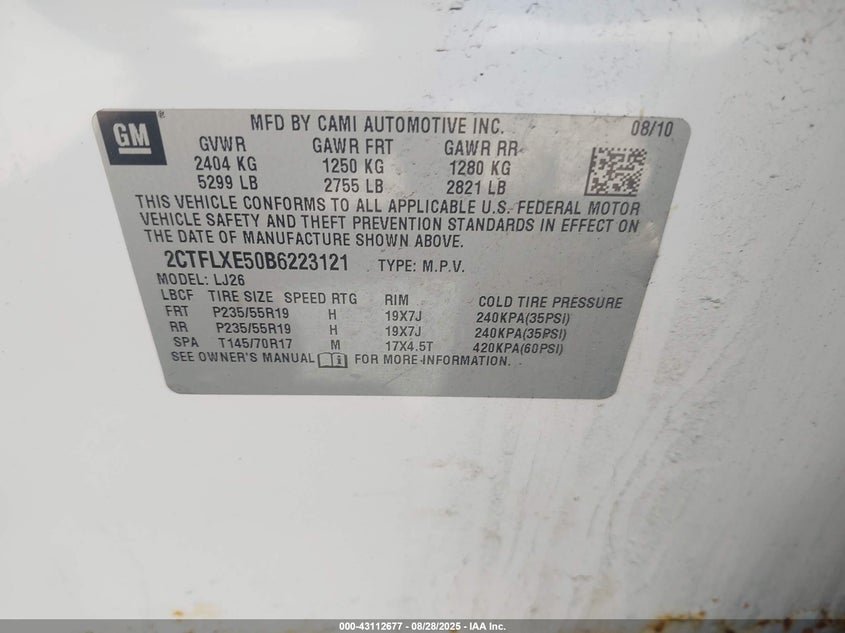 GM ® MFD BY CAMI AUTOMOTIVE INC. 08/10
GVWR GAWR FRT GAWR RR
2404 KG 1250 KG 1280 KG
5299 LB 2755 LB 2821 LB
THIS VEHICLE CONFORMS TO ALL APPLICABLE U.S. FEDERAL MOTOR
VEHICLE SAFETY AND THEFT PREVENTION STANDARDS IN EFFECT ON
THE DATE OF MANUFACTURE SHOWN ABOVE.
2CTFLXE50B6223121 TYPE: M.P.V.
MODEL: LJ26
LBCF TIRE SIZE SPEED RTG RIM COLD TIRE PRESSURE
FRT P235/55R19 H 19X7J 240KPA(35PSI)
RR P235/55R19 H 19X7J 240KPA(35PSI)
SPA T145/70R17 M 17X4.5T 420KPA(60PSI)
SEE OWNER'S MANUAL FOR MORE INFORMATION.
000-43112677 - 08/28/2025 - IAA Inc.